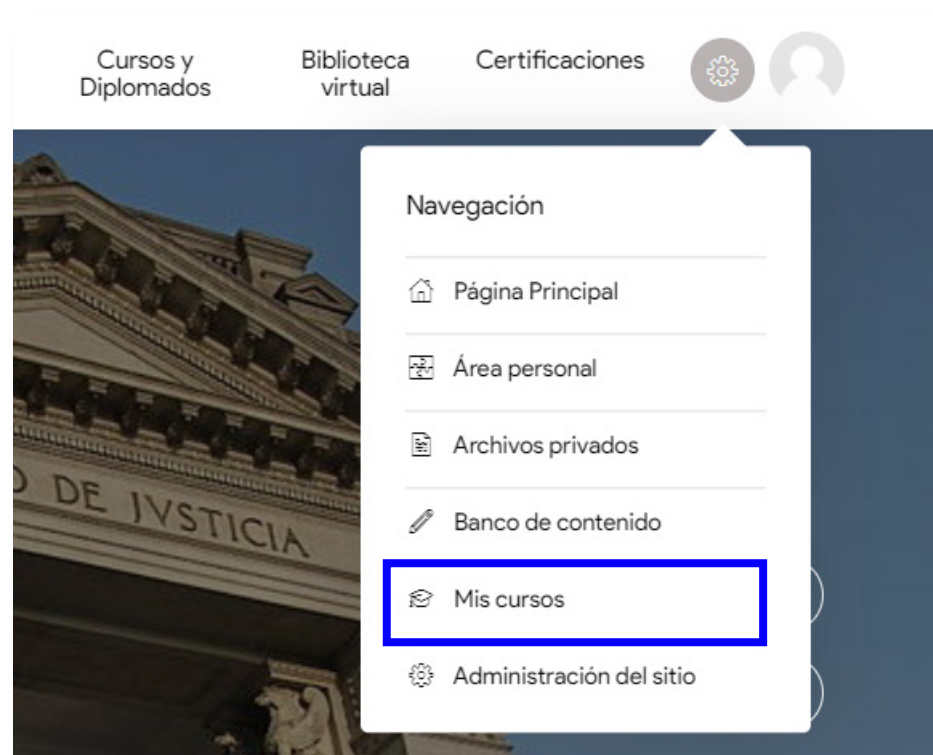 Cursos y
Diplomados
Biblioteca
virtual
Certificaciones
Navegación
Página Principal
Área personal
Archivos privados
Banco de contenido
Mis cursos
Administración del sitio
DE JVSTICIA